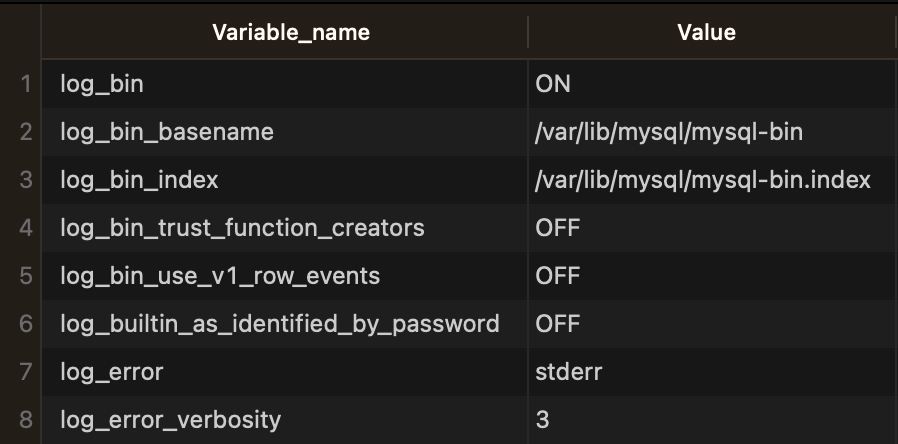 Variable_name Value
1 log_bin ON
2 log_bin_basename /var/lib/mysql/mysql-bin
3 log_bin_index /var/lib/mysql/mysql-bin.index
4 log_bin_trust_function_creators OFF
5 log_bin_use_v1_row_events OFF
6 log_builtin_as_identified_by_password OFF
7 log_error stderr
8 log_error_verbosity 3